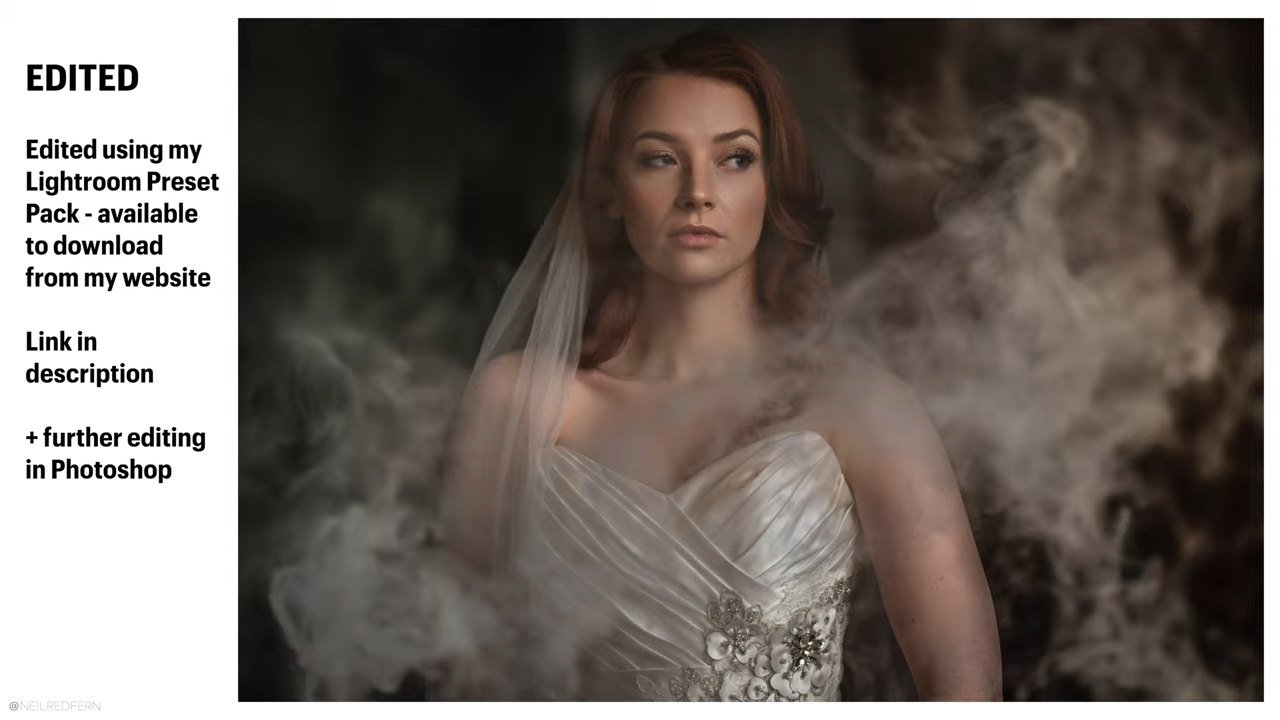 EDITED
Edited using my
Lightroom Preset
Pack - available
to download
from my website
Link in
description
+ further editing
in Photoshop
@NEILREDFERN